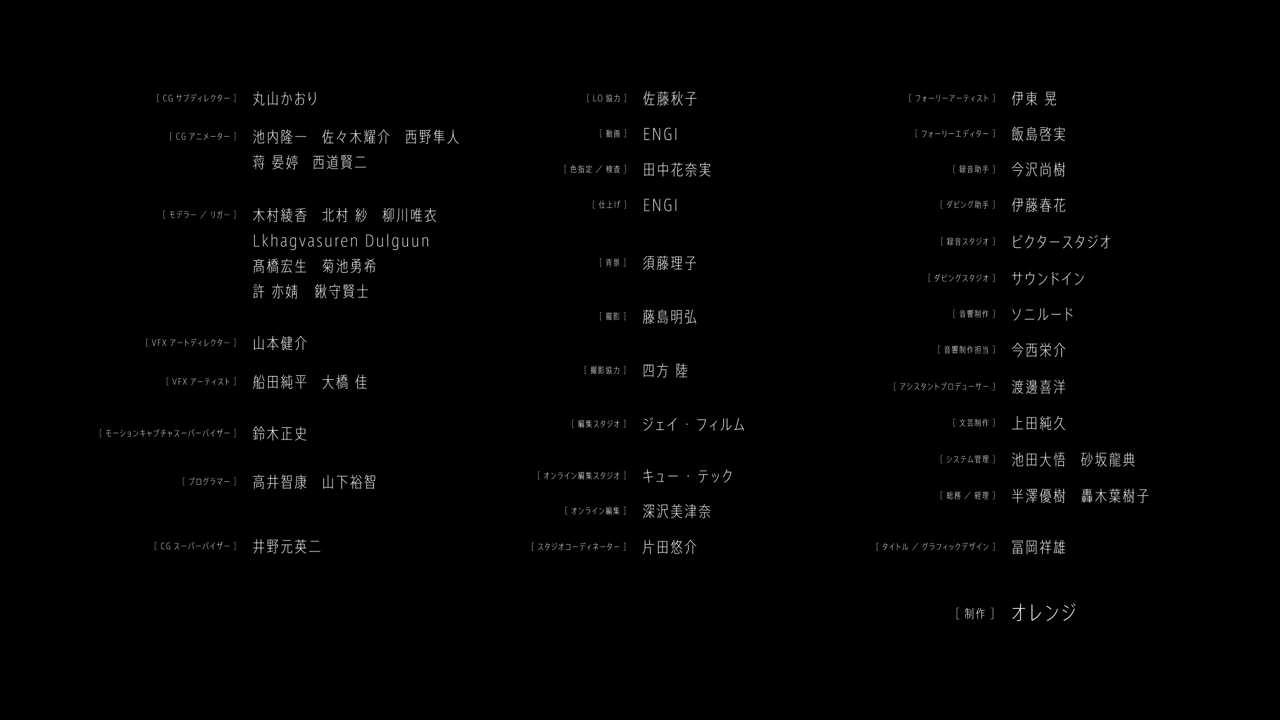 [ CG サブディレクター ] 丸山かおり
[ CG アニメーター ] 池内隆一 佐々木耀介 西野隼人
蒋 晏婷 西道賢二
[ モデラー ／ リガー ] 木村綾香 北村 紗 柳川唯衣
Lkhagvasuren Dulguun
髙橋宏生 菊池勇希
許 亦婧 鍬守賢士
[ VFX アートディレクター ] 山本健介
[ VFX アーティスト ] 船田純平 大橋 佳
[ モーションキャプチャスーパーバイザー ] 鈴木正史
[ プログラマー ] 高井智康 山下裕智
[ CG スーパーバイザー ] 井野元英二
[ LO 協力 ] 佐藤秋子
[ 動画 ] ENGI
[ 色指定 ／ 検査 ] 田中花奈実
[ 仕上げ ] ENGI
[ 背景 ] 須藤理子
[ 撮影 ] 藤島明弘
[ 撮影協力 ] 四方 陸
[ 編集スタジオ ] ジェイ・フィルム
[ オンライン編集スタジオ ] キュー・テック
[ オンライン編集 ] 深沢美津奈
[ スタジオコーディネーター ] 片田悠介
[ フォーリーアーティスト ] 伊東 晃
[ フォーリーエディター ] 飯島啓実
[ 録音助手 ] 今沢尚樹
[ ダビング助手 ] 伊藤春花
[ 録音スタジオ ] ビクタースタジオ
[ ダビングスタジオ ] サウンドイン
[ 音響制作 ] ソニルード
[ 音響制作担当 ] 今西栄介
[ アシスタントプロデューサー ] 渡邊喜洋
[ 文芸制作 ] 上田純久
[ システム管理 ] 池田大悟 砂坂龍典
[ 総務 ／ 経理 ] 半澤優樹 轟木葉樹子
[ タイトル ／ グラフィックデザイン ] 冨岡祥雄
[ 制作 ] オレンジ